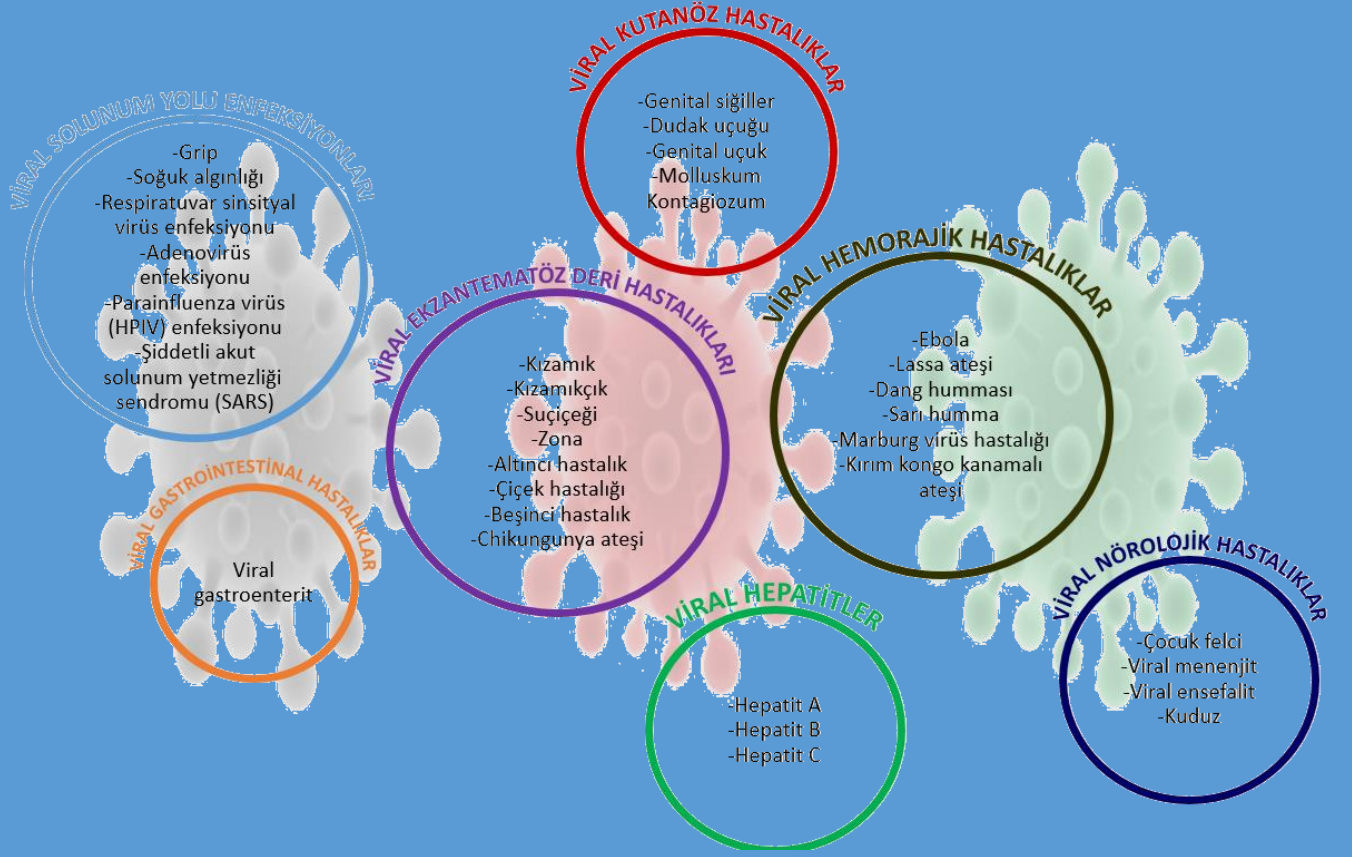 VİRAL SOLUNUM YOLU ENFEKSİYONLARI
-Grip
-Soğuk algınlığı
-Respiratuvar sinsityal
virüs enfeksiyonu
-Adenovirüs
enfeksiyonu
-Parainfluenza virüs
(HPIV) enfeksiyonu
-Şiddetli akut
solunum yetmezliği
sendromu (SARS)
VİRAL GASTROİNTESTİNAL HASTALIKLAR
Viral
gastroenterit
VİRAL KUTANÖZ HASTALIKLAR
-Genital siğiller
-Dudak uçuğu
-Genital uçuk
-Molluskum
Kontagiozum
VİRAL EKZANTEMATÖZ DERİ HASTALIKLARI
-Kızamık
-Kızamıkçık
-Suçiçeği
-Zona
-Altıncı hastalık
-Çiçek hastalığı
-Beşinci hastalık
-Chikungunya ateşi
VİRAL HEPATİTLER
-Hepatit A
-Hepatit B
-Hepatit C
VİRAL HEMORAJİK HASTALIKLAR
-Ebola
-Lassa ateşi
-Dang humması
-Sarı humma
-Marburg virüs hastalığı
-Kırım kongo kanamalı
ateşi
VİRAL NÖROLOJİK HASTALIKLAR
-Çocuk felci
-Viral menenjit
-Viral ensefalit
-Kuduz